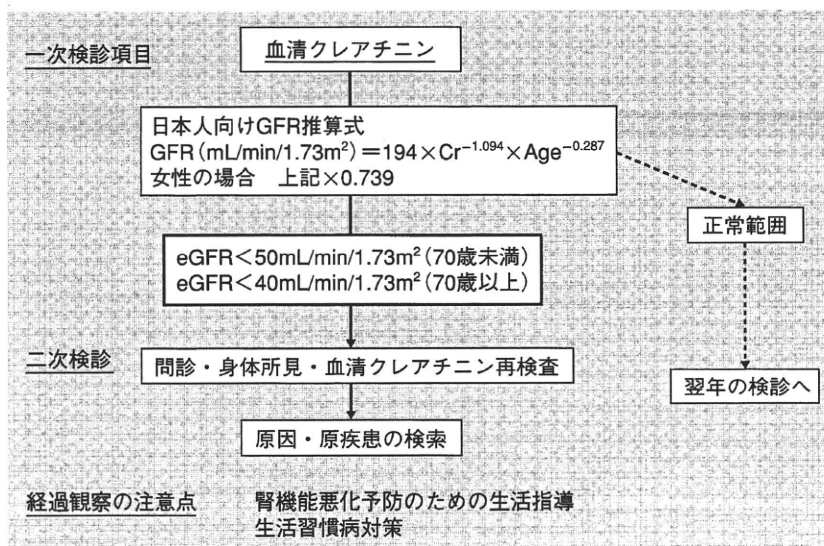 一次検診項目
血清クレアチニン
日本人向けGFR推算式
GFR(mL/min/1.73m²)=194×Cr⁻¹·⁰⁹⁴×Age⁻⁰·²⁸⁷
女性の場合 上記×0.739
正常範囲
eGFR<50mL/min/1.73m²(70歳未満)
eGFR<40mL/min/1.73m²(70歳以上)
二次検診
問診・身体所見・血清クレアチニン再検査
翌年の検診へ
原因・原疾患の検索
経過観察の注意点
腎機能悪化予防のための生活指導
生活習慣病対策